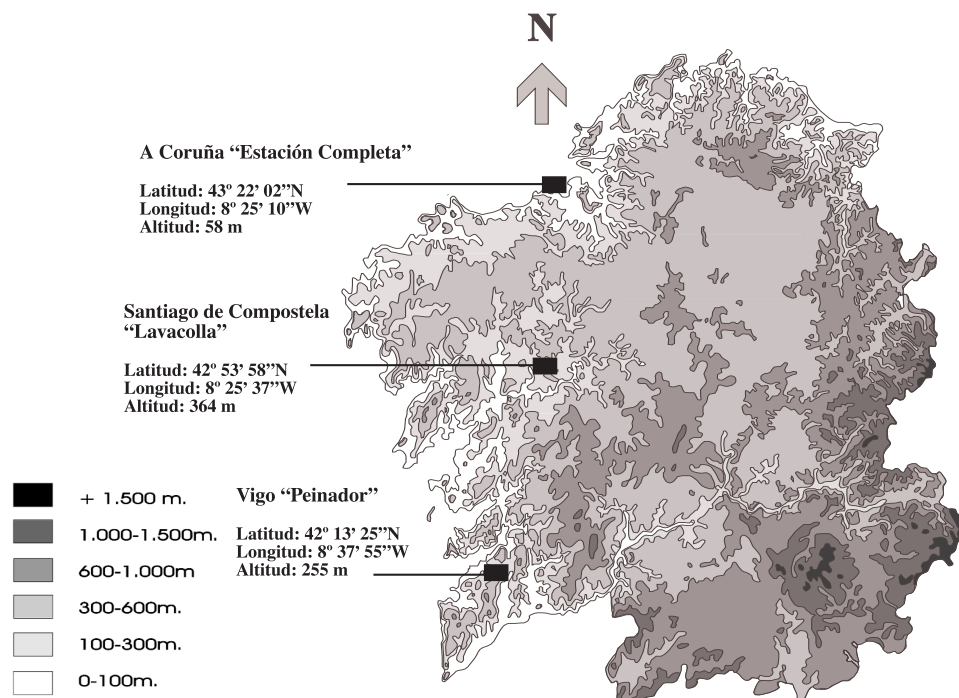 N
A Coruña “Estación Completa”
Latitud: 43º 22’ 02”N
Longitud: 8º 25’ 10”W
Altitud: 58 m
Santiago de Compostela
“Lavacolla”
Latitud: 42º 53’ 58”N
Longitud: 8º 25’ 37”W
Altitud: 364 m
Vigo “Peinador”
Latitud: 42º 13’ 25”N
Longitud: 8º 37’ 55”W
Altitud: 255 m
+ 1.500 m.
1.000-1.500m.
600-1.000m
300-600m.
100-300m.
0-100m.